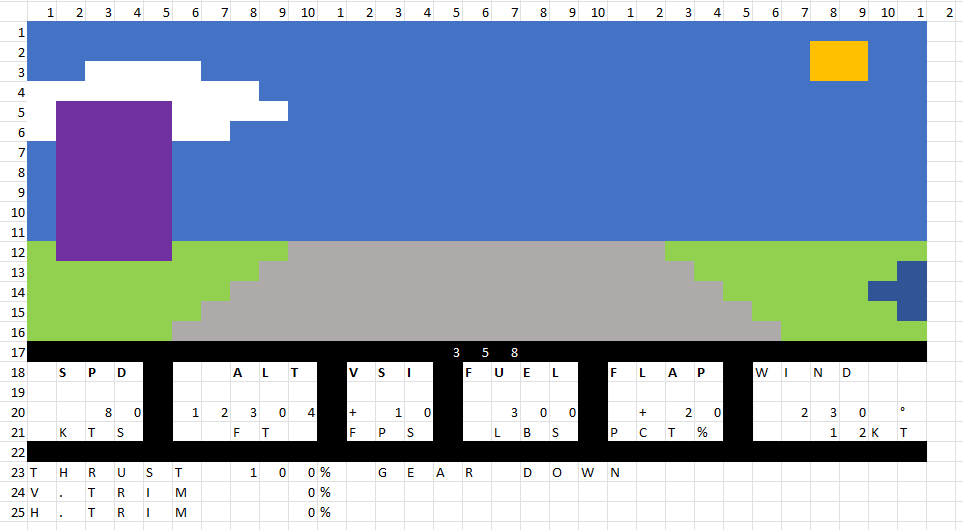 1 2 3 4 5 6 7 8 9 10 1 2 3 4 5 6 7 8 9 10 1 2 3 4 5 6 7 8 9 10 1 2
1
2
3
4
5
6
7
8
9
10
11
12
13
14
15
16
17 3 5 8
18 S P D A L T V S I F U E L F L A P W I N D
19
20 8 0 1 2 3 0 4 + 1 0 3 0 0 + 2 0 2 3 0 °
21 K T S F T F P S L B S P C T % 1 2 K T
22
23 T H R U S T 1 0 0 % G E A R D O W N
24 V . T R I M 0 %
25 H . T R I M 0 %